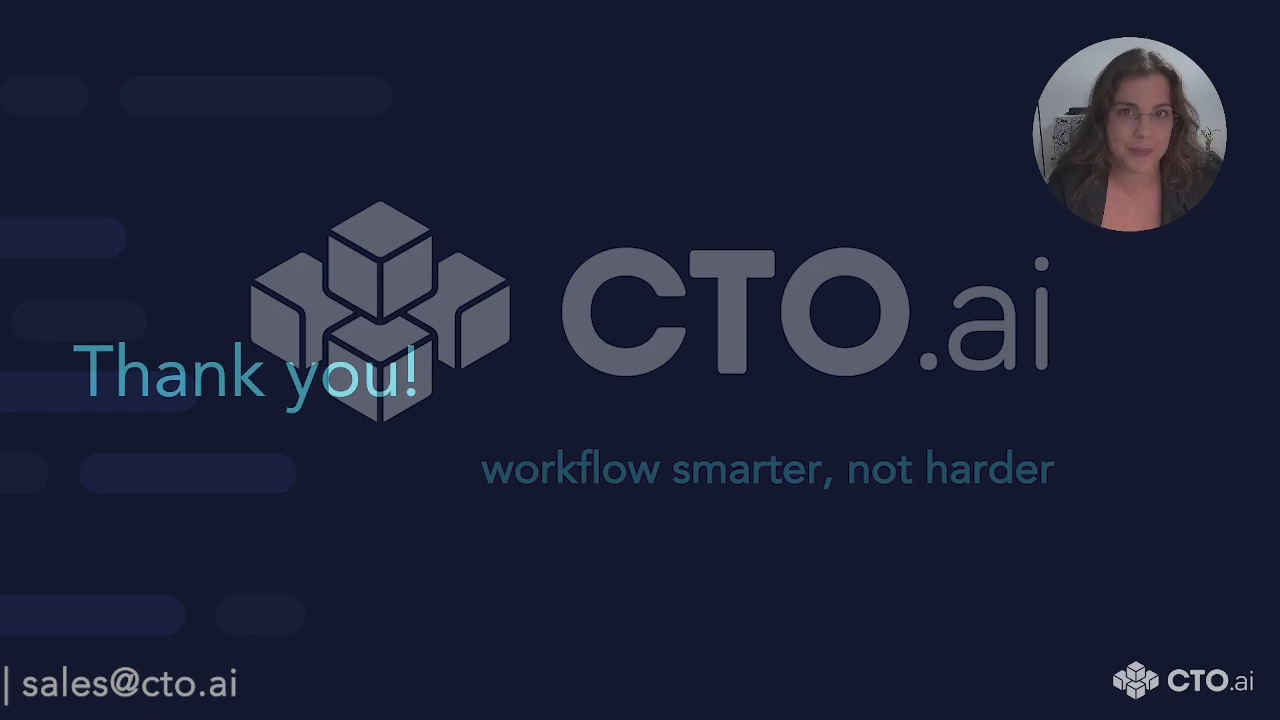 CTO.ai
Thank you!
workflow smarter, not harder
| sales@cto.ai
CTO.ai